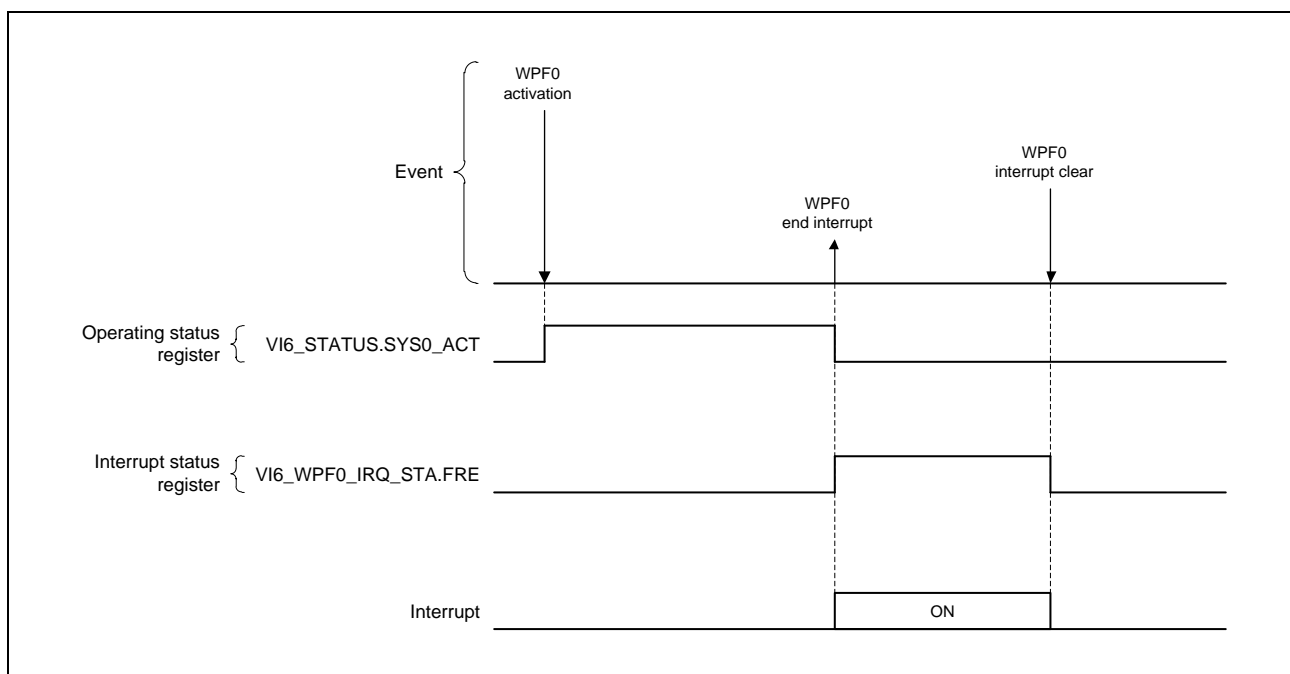 WPF0
activation
Event
WPF0
interrupt clear
WPF0
end interrupt
Operating status
register
VI6_STATUS.SYS0_ACT
Interrupt status
register
VI6_WPF0_IRQ_STA.FRE
Interrupt
ON